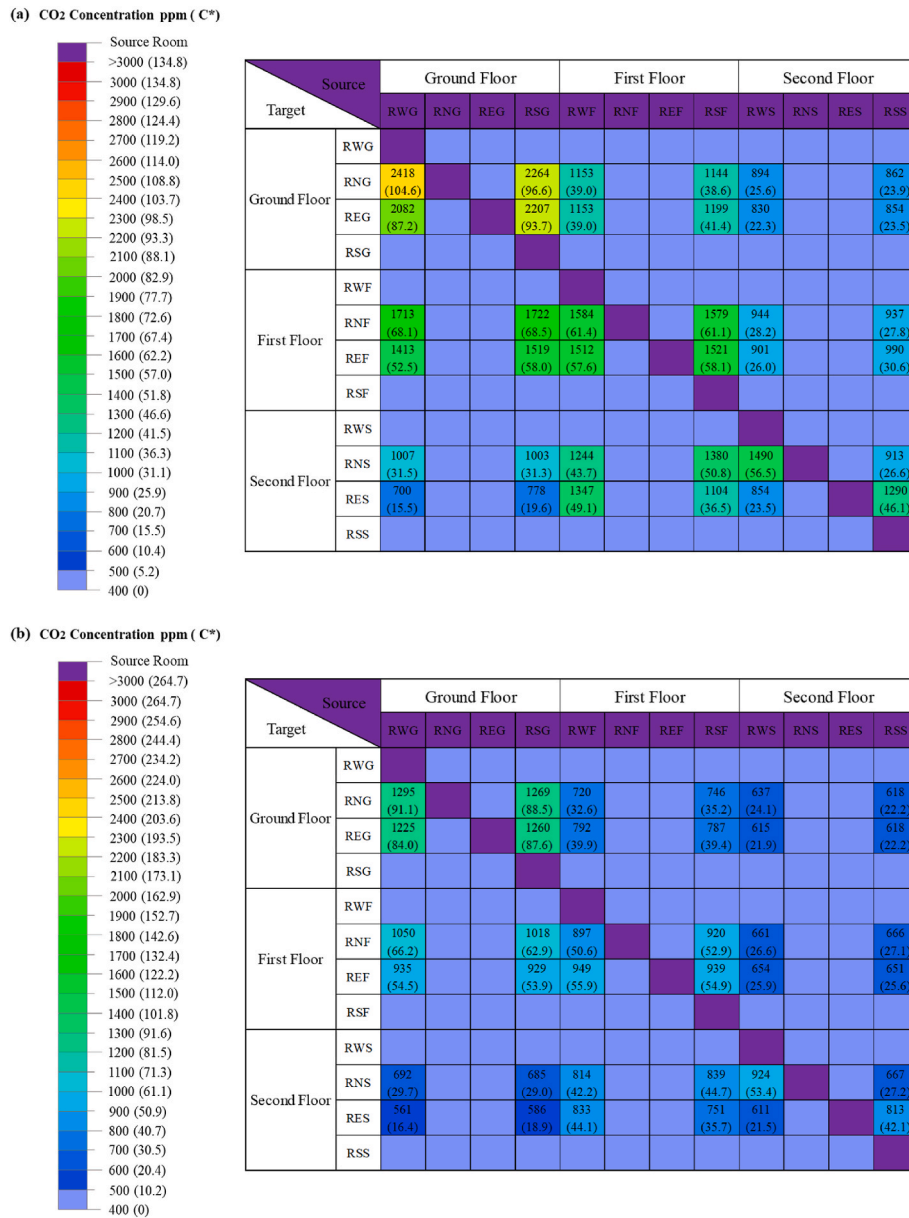 (a) CO2 Concentration ppm ( C*)
Source Room
>3000 (134.8)
3000 (134.8)
2900 (129.6)
2800 (124.4)
2700 (119.2)
2600 (114.0)
2500 (108.8)
2400 (103.7)
2300 (98.5)
2200 (93.3)
2100 (88.1)
2000 (82.9)
1900 (77.7)
1800 (72.6)
1700 (67.4)
1600 (62.2)
1500 (57.0)
1400 (51.8)
1300 (46.6)
1200 (41.5)
1100 (36.3)
1000 (31.1)
900 (25.9)
800 (20.7)
700 (15.5)
600 (10.4)
500 (5.2)
400 (0)
Source Ground Floor First Floor Second Floor
Target RWG RNG REG RSG RWF RNF REF RSF RWS RNS RES RSS
Ground Floor
RWG
RNG 2418 2264 1153 1144 894 862
(104.6) (96.6) (39.0) (38.6) (25.6) (23.9)
REG 2082 2207 1153 1199 830 854
(87.2) (93.7) (39.0) (41.4) (22.3) (23.5)
RSG
First Floor
RWF
RNF 1713 1722 1584 1579 944 937
(68.1) (68.5) (61.4) (61.1) (28.2) (27.8)
REF 1413 1519 1512 1521 901 990
(52.5) (58.0) (57.6) (58.1) (26.0) (30.6)
RSF
Second Floor
RWS
RNS 1007 1003 1244 1380 1490 913
(31.5) (31.3) (43.7) (50.8) (56.5) (26.6)
RES 700 778 1347 1104 854 1290
(15.5) (19.6) (49.1) (36.5) (23.5) (46.1)
RSS
(b) CO2 Concentration ppm ( C*)
Source Room
>3000 (264.7)
3000 (264.7)
2900 (254.6)
2800 (244.4)
2700 (234.2)
2600 (224.0)
2500 (213.8)
2400 (203.6)
2300 (193.5)
2200 (183.3)
2100 (173.1)
2000 (162.9)
1900 (152.7)
1800 (142.6)
1700 (132.4)
1600 (122.2)
1500 (112.0)
1400 (101.8)
1300 (91.6)
1200 (81.5)
1100 (71.3)
1000 (61.1)
900 (50.9)
800 (40.7)
700 (30.5)
600 (20.4)
500 (10.2)
400 (0)
Source Ground Floor First Floor Second Floor
Target RWG RNG REG RSG RWF RNF REF RSF RWS RNS RES RSS
Ground Floor
RWG
RNG 1295 1269 720 746 637 618
(91.1) (88.5) (32.6) (35.2) (24.1) (22.2)
REG 1225 1260 792 787 615 618
(84.0) (87.6) (39.9) (39.4) (21.9) (22.2)
RSG
First Floor
RWF
RNF 1050 1018 897 920 661 666
(66.2) (62.9) (50.6) (52.9) (26.6) (27.1)
REF 935 929 949 939 654 651
(54.5) (53.9) (55.9) (54.9) (25.9) (25.6)
RSF
Second Floor
RWS
RNS 692 685 814 839 924 667
(29.7) (29.0) (42.2) (44.7) (53.4) (27.2)
RES 561 586 833 751 611 813
(16.4) (18.9) (44.1) (35.7) (21.5) (42.1)
RSS